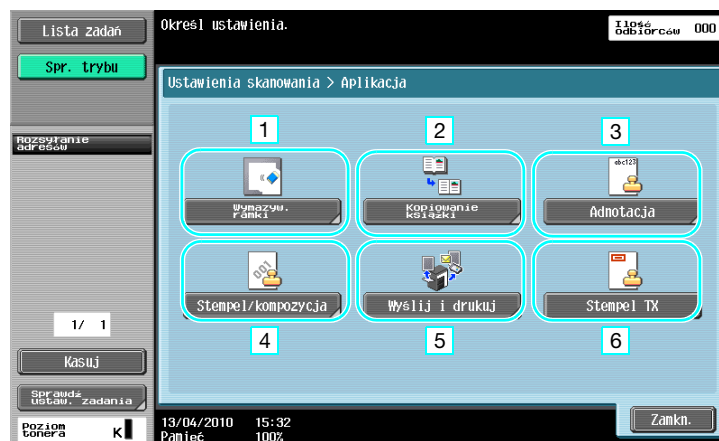 Lista zadań
Określ ustawienia.
Ilość
odbiorców
000
Spr. trybu
Ustawienia skanowania > Aplikacja
Rozsyłanie
adresów
1
2
3
abc123
Wymazyw.
ramki
Kopiowanie
książki
Adnotacja
001
Stempel/kompozycja
Wyślij i drukuj
Stempel TX
4
5
6
1/ 1
Kasuj
Sprawdź
ustaw. zadania
Poziom
tonera
K
13/04/2010 15:32
Pamięć 100%
Zamkn.